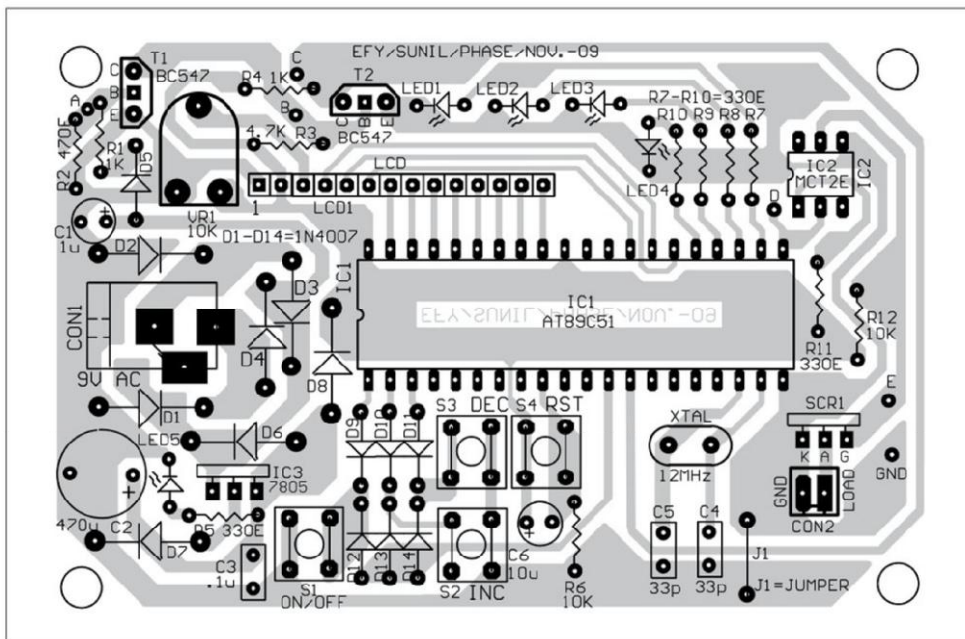 EFY/SUNIL/PHASE/NOV.-09
T1
C
B
E
BC547
A
R2 470E
R1
1K
D5
R4 1K
C
B
T2
C
B
E
BC547
4.7K R3
LED1
LED2
LED3
R7-R10=330E
R10
R9
R8
R7
LED4
D
IC2
MCT2E
IC2
LCD
1
LCD1
VR1
10K
C1
1u
+
D2
D1-D14=1N4007
CON1
9V AC
D3
D4
D8
IC1
IC1
AT89C51
EFY/SUNIL/PHASE/NOV.-09
R11
330E
R12
10K
D1
LED5
D6
D9
D10
D11
S3 DEC
S4 RST
XTAL
12MHz
SCR1
K A G
E
GND
GND
LOAD
CON2
IC3
7805
+
470u
C2
D7
R5 330E
C3
.1u
S1
ON/OFF
D12
D13
D14
S2 INC
+
C6
10u
R6
10K
C5
33p
C4
33p
J1
J1=JUMPER